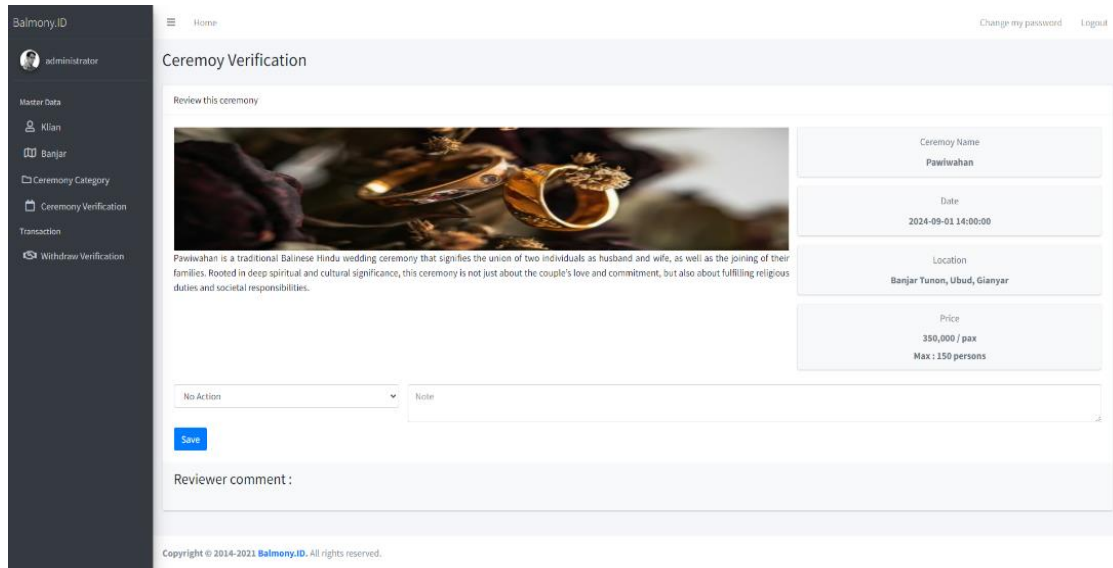 Balmony.ID
Home
Change my password
Logout
administrator
Master Data
Klian
Banjar
Ceremony Category
Ceremony Verification
Transaction
Withdraw Verification
Ceremoy Verification
Review this ceremony
Pawiwahan is a traditional Balinese Hindu wedding ceremony that signifies the union of two individuals as husband and wife, as well as the joining of their
families. Rooted in deep spiritual and cultural significance, this ceremony is not just about the couple's love and commitment, but also about fulfilling religious
duties and societal responsibilities.
Ceremoy Name
Pawiwahan
Date
2024-09-01 14:00:00
Location
Banjar Tunon, Ubud, Gianyar
Price
350,000 / pax
Max : 150 persons
No Action
Note
Save
Reviewer comment :
Copyright © 2014-2021 Balmony.ID. All rights reserved.